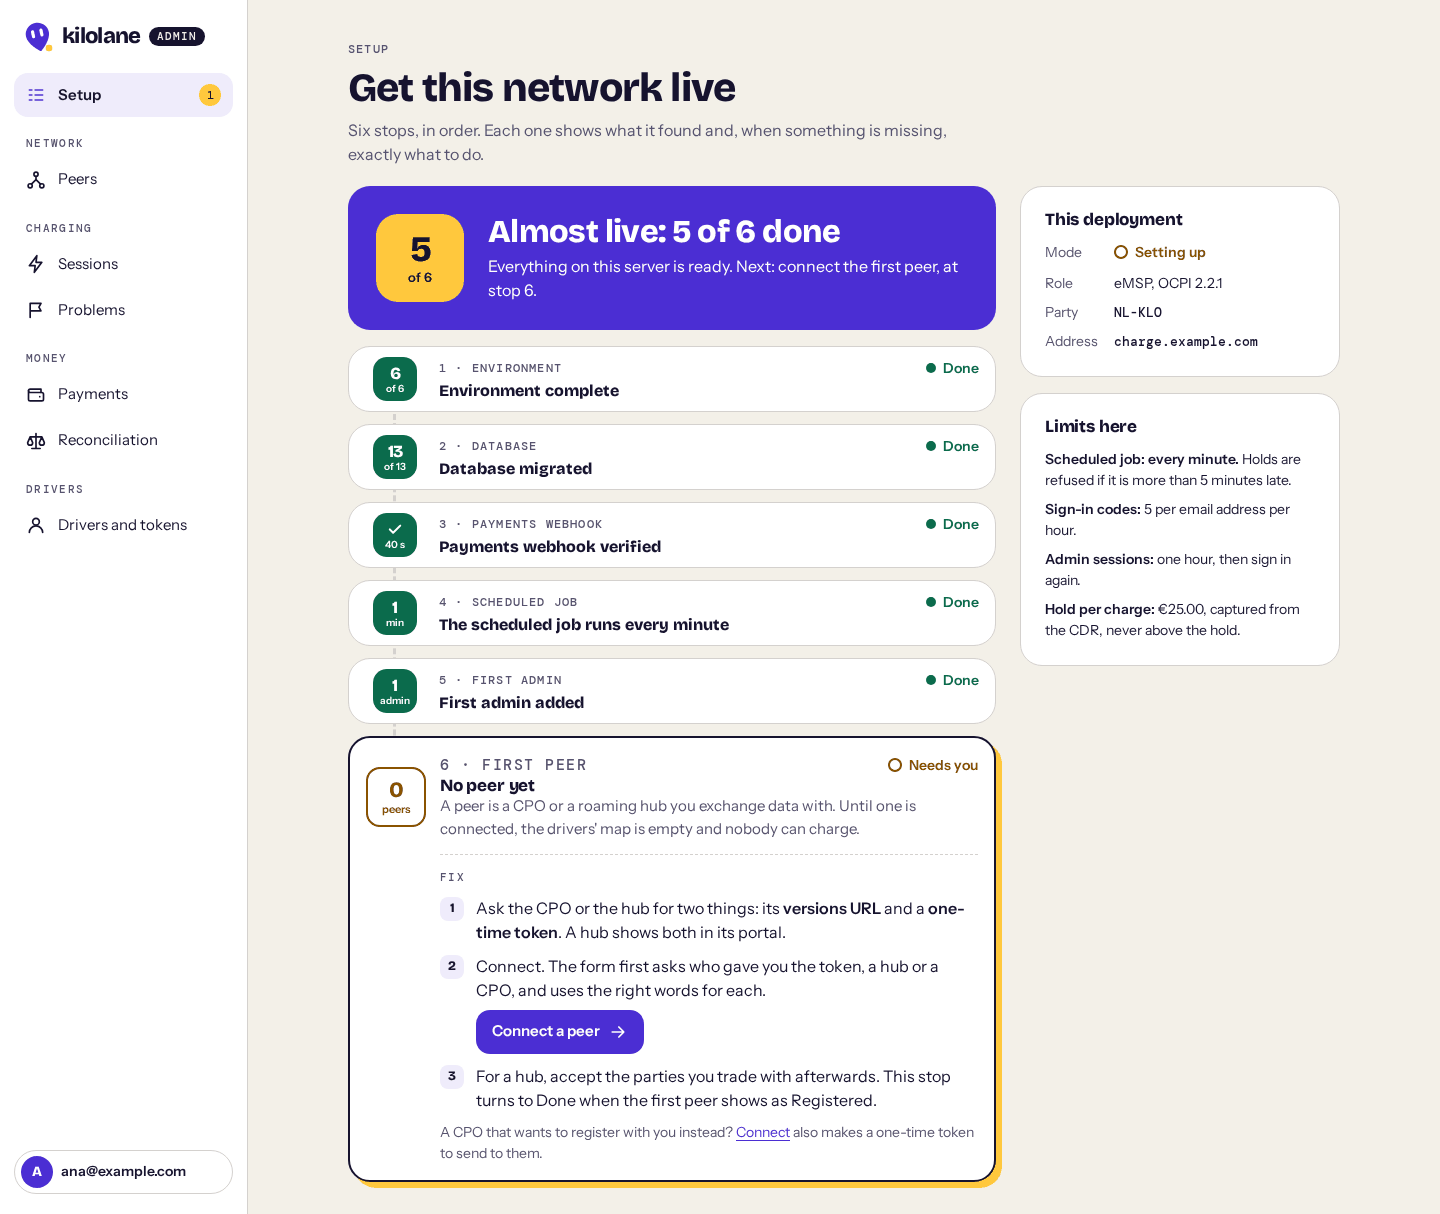 kilolane ADMIN
Setup 1
NETWORK
Peers
CHARGING
Sessions
Problems
MONEY
Payments
Reconciliation
DRIVERS
Drivers and tokens
A ana@example.com
SETUP
Get this network live
Six stops, in order. Each one shows what it found and, when something is missing,
exactly what to do.
5
of 6
Almost live: 5 of 6 done
Everything on this server is ready. Next: connect the first peer, at
stop 6.
6
of 6
1 · ENVIRONMENT
Environment complete
Done
13
of 13
2 · DATABASE
Database migrated
Done
40 s
3 · PAYMENTS WEBHOOK
Payments webhook verified
Done
1
min
4 · SCHEDULED JOB
The scheduled job runs every minute
Done
1
admin
5 · FIRST ADMIN
First admin added
Done
0
peers
6 · FIRST PEER
Needs you
No peer yet
A peer is a CPO or a roaming hub you exchange data with. Until one is
connected, the drivers' map is empty and nobody can charge.
FIX
1 Ask the CPO or the hub for two things: its versions URL and a one-
time token. A hub shows both in its portal.
2 Connect. The form first asks who gave you the token, a hub or a
CPO, and uses the right words for each.
Connect a peer →
3 For a hub, accept the parties you trade with afterwards. This stop
turns to Done when the first peer shows as Registered.
A CPO that wants to register with you instead? Connect also makes a one-time token
to send to them.
This deployment
Mode Setting up
Role eMSP, OCPI 2.2.1
Party NL-KLO
Address charge.example.com
Limits here
Scheduled job: every minute. Holds are
refused if it is more than 5 minutes late.
Sign-in codes: 5 per email address per
hour.
Admin sessions: one hour, then sign in
again.
Hold per charge: €25.00, captured from
the CDR, never above the hold.